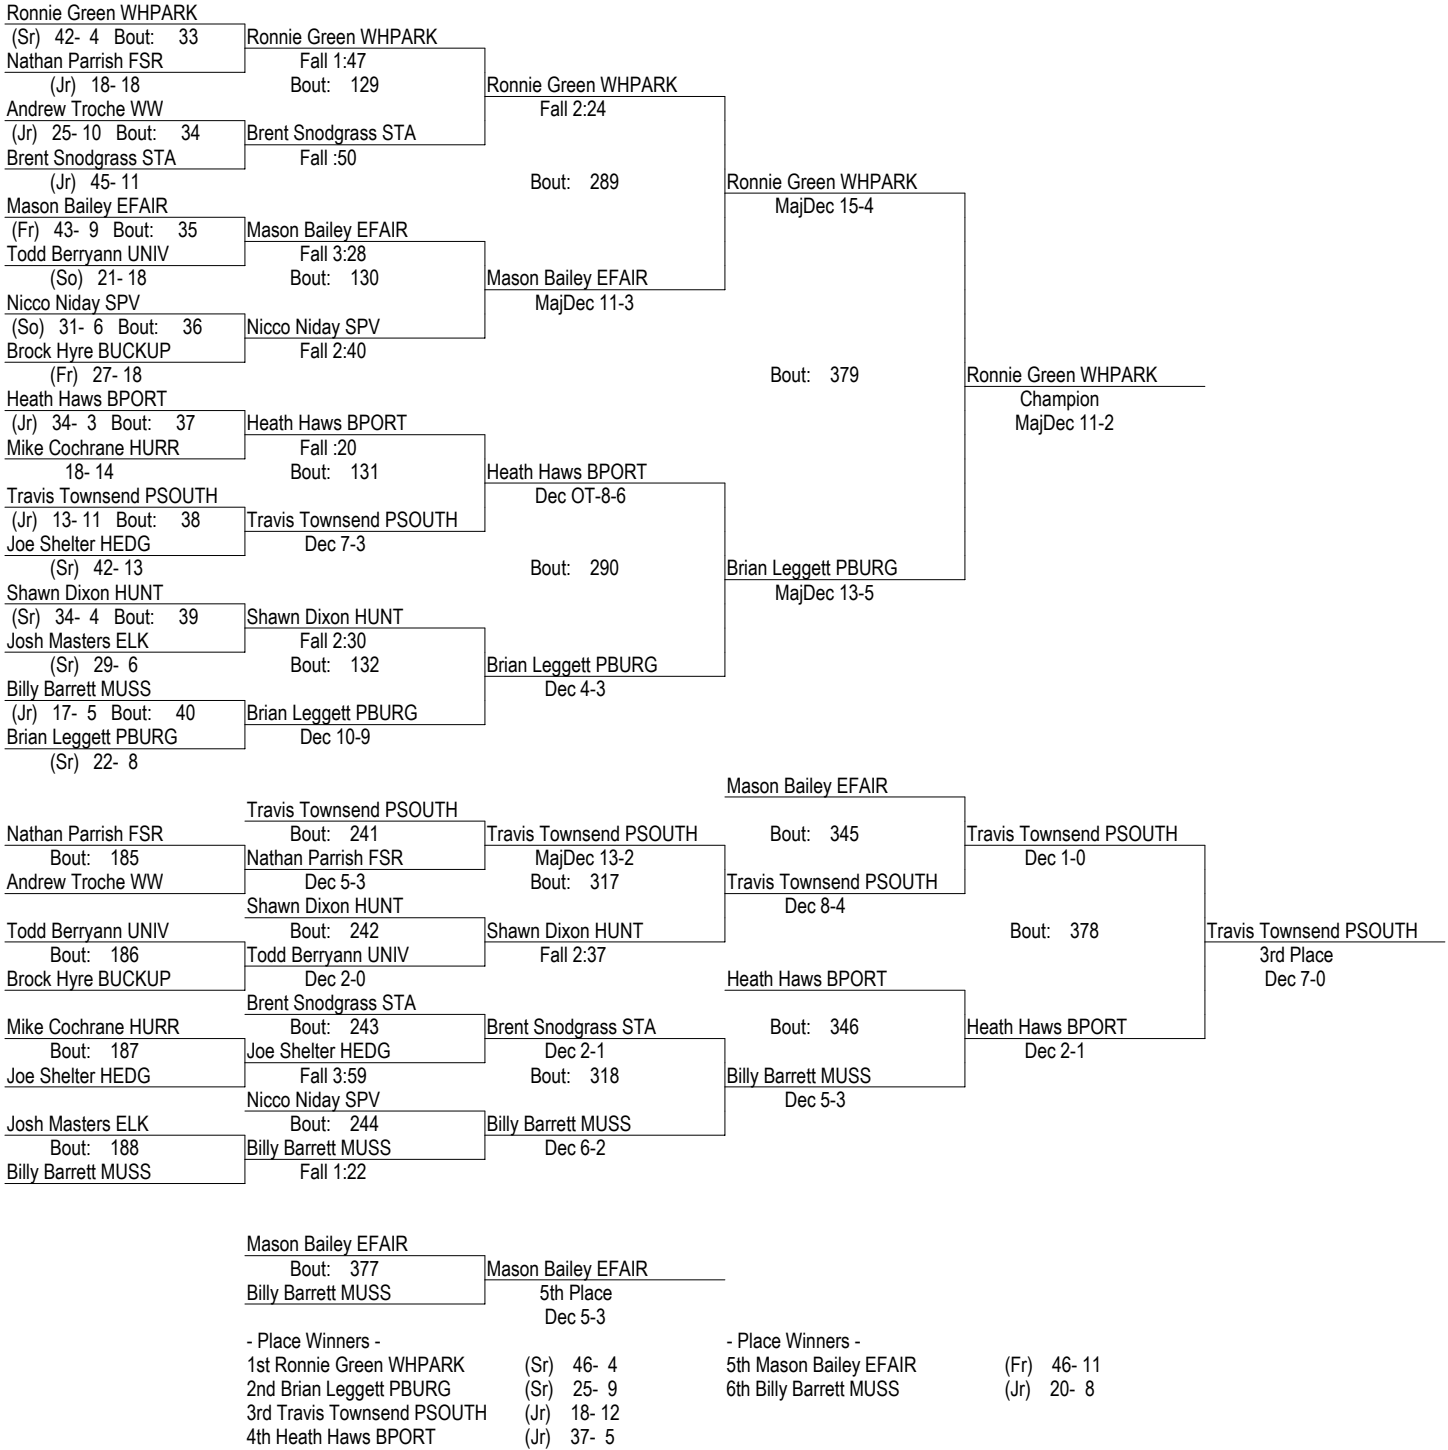 Ronnie Green WHPARK
(Sr) 42- 4 Bout: 33 Ronnie Green WHPARK
Nathan Parrish FSR Fall 1:47
(Jr) 18- 18 Bout: 129 Ronnie Green WHPARK
Andrew Troche WW Fall 2:24
(Jr) 25- 10 Bout: 34 Brent Snodgrass STA
Brent Snodgrass STA Fall :50
(Jr) 45- 11 Bout: 289 Ronnie Green WHPARK
Mason Bailey EFAIR MajDec 15-4
(Fr) 43- 9 Bout: 35 Mason Bailey EFAIR
Todd Berryann UNIV Fall 3:28
(So) 21- 18 Bout: 130 Mason Bailey EFAIR
Nicco Niday SPV MajDec 11-3
(So) 31- 6 Bout: 36 Nicco Niday SPV
Brock Hyre BUCKUP Fall 2:40
(Fr) 27- 18 Bout: 379 Ronnie Green WHPARK
Heath Haws BPORT Champion
(Jr) 34- 3 Bout: 37 Heath Haws BPORT MajDec 11-2
Mike Cochrane HURR Fall :20
18- 14 Bout: 131 Heath Haws BPORT
Travis Townsend PSOUTH Dec OT-8-6
(Jr) 13- 11 Bout: 38 Travis Townsend PSOUTH
Joe Shelter HEDG Dec 7-3
(Sr) 42- 13 Bout: 290 Brian Leggett PBURG
Shawn Dixon HUNT MajDec 13-5
(Sr) 34- 4 Bout: 39 Shawn Dixon HUNT
Josh Masters ELK Fall 2:30
(Sr) 29- 6 Bout: 132 Brian Leggett PBURG
Billy Barrett MUSS Dec 4-3
(Jr) 17- 5 Bout: 40 Brian Leggett PBURG
Brian Leggett PBURG Dec 10-9
(Sr) 22- 8
Mason Bailey EFAIR
Travis Townsend PSOUTH
Nathan Parrish FSR Bout: 241 Travis Townsend PSOUTH Bout: 345 Travis Townsend PSOUTH
Bout: 185 Nathan Parrish FSR MajDec 13-2 Dec 1-0
Andrew Troche WW Dec 5-3 Bout: 317 Travis Townsend PSOUTH
Shawn Dixon HUNT Dec 8-4
Todd Berryann UNIV Bout: 242 Shawn Dixon HUNT Bout: 378 Travis Townsend PSOUTH
Bout: 186 Todd Berryann UNIV Fall 2:37 3rd Place
Brock Hyre BUCKUP Dec 2-0 Heath Haws BPORT Dec 7-0
Brent Snodgrass STA
Mike Cochrane HURR Bout: 243 Brent Snodgrass STA Bout: 346 Heath Haws BPORT
Bout: 187 Joe Shelter HEDG Dec 2-1 Dec 2-1
Joe Shelter HEDG Fall 3:59 Bout: 318 Billy Barrett MUSS
Nicco Niday SPV Dec 5-3
Josh Masters ELK Bout: 244 Billy Barrett MUSS
Bout: 188 Billy Barrett MUSS Dec 6-2
Billy Barrett MUSS Fall 1:22
Mason Bailey EFAIR
Bout: 377 Mason Bailey EFAIR
Billy Barrett MUSS 5th Place
Dec 5-3
- Place Winners - - Place Winners -
1st Ronnie Green WHPARK (Sr) 46- 4 5th Mason Bailey EFAIR (Fr) 46- 11
2nd Brian Leggett PBURG (Sr) 25- 9 6th Billy Barrett MUSS (Jr) 20- 8
3rd Travis Townsend PSOUTH (Jr) 18- 12
4th Heath Haws BPORT (Jr) 37- 5